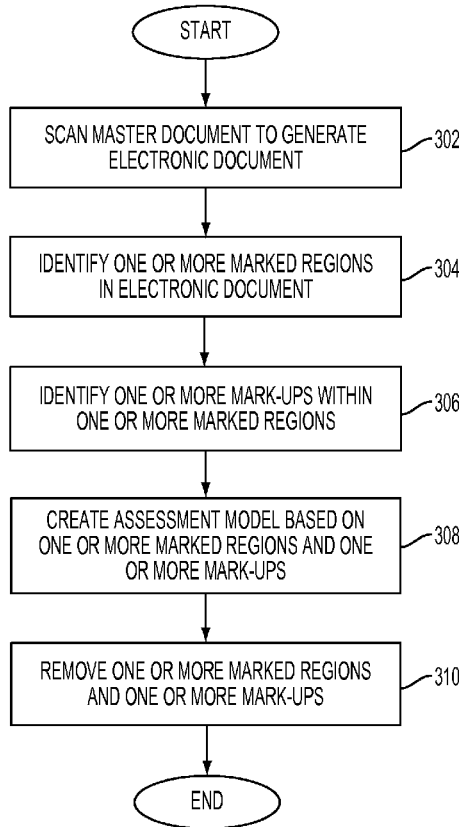 START
SCAN MASTER DOCUMENT TO GENERATE
ELECTRONIC DOCUMENT
302
IDENTIFY ONE OR MORE MARKED REGIONS
IN ELECTRONIC DOCUMENT
304
IDENTIFY ONE OR MORE MARK-UPS WITHIN
ONE OR MORE MARKED REGIONS
306
CREATE ASSESSMENT MODEL BASED ON
ONE OR MORE MARKED REGIONS AND ONE
OR MORE MARK-UPS
308
REMOVE ONE OR MORE MARKED REGIONS
AND ONE OR MORE MARK-UPS
310
END